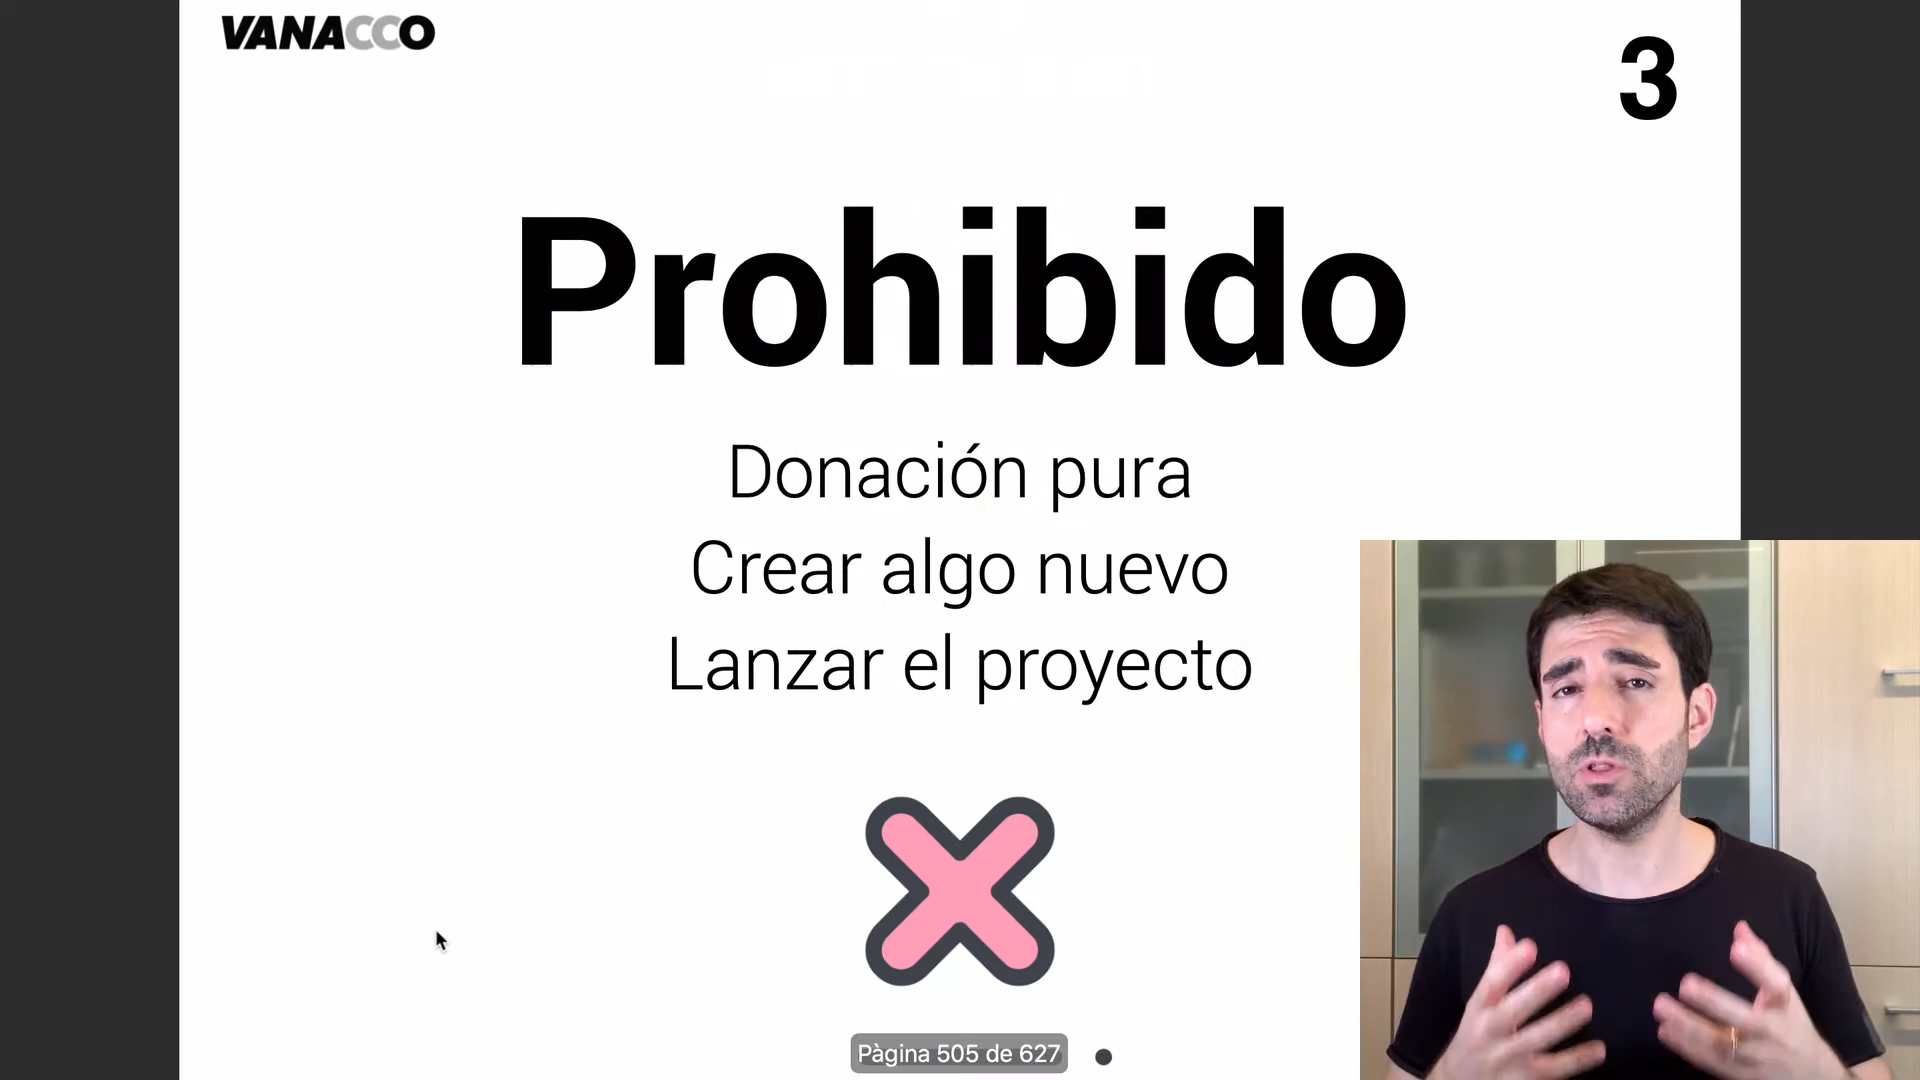 VANACCO
3
Prohibido
Donación pura
Crear algo nuevo
Lanzar el proyecto
Pàgina 505 de 627